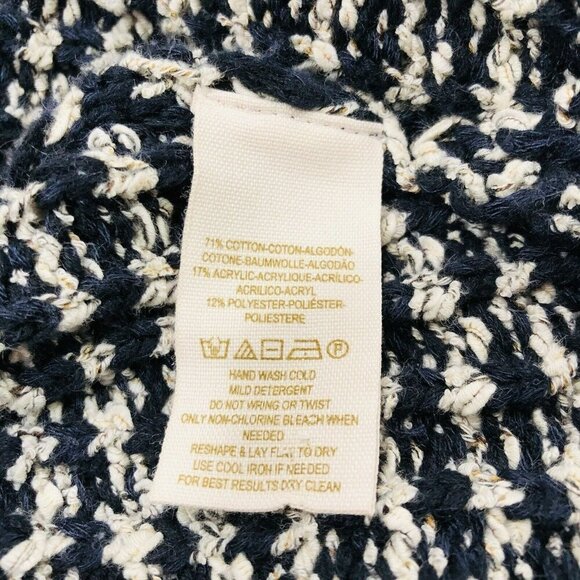 71% COTTON-COTON-ALGODÓN-
COTONE-BAUMWOLLE-ALGODÃO
17% ACRYLIC-ACRYLIQUE-ACRÍLICO-
ACRILICO-ACRYL
12% POLYESTER-POLIÉSTER-
POLIESTERE
P
HAND WASH COLD
MILD DETERGENT
DO NOT WRING OR TWIST
ONLY NON-CHLORINE BLEACH WHEN
NEEDED
RESHAPE & LAY FLAT TO DRY
USE COOL IRON IF NEEDED
FOR BEST RESULTS DRY CLEAN